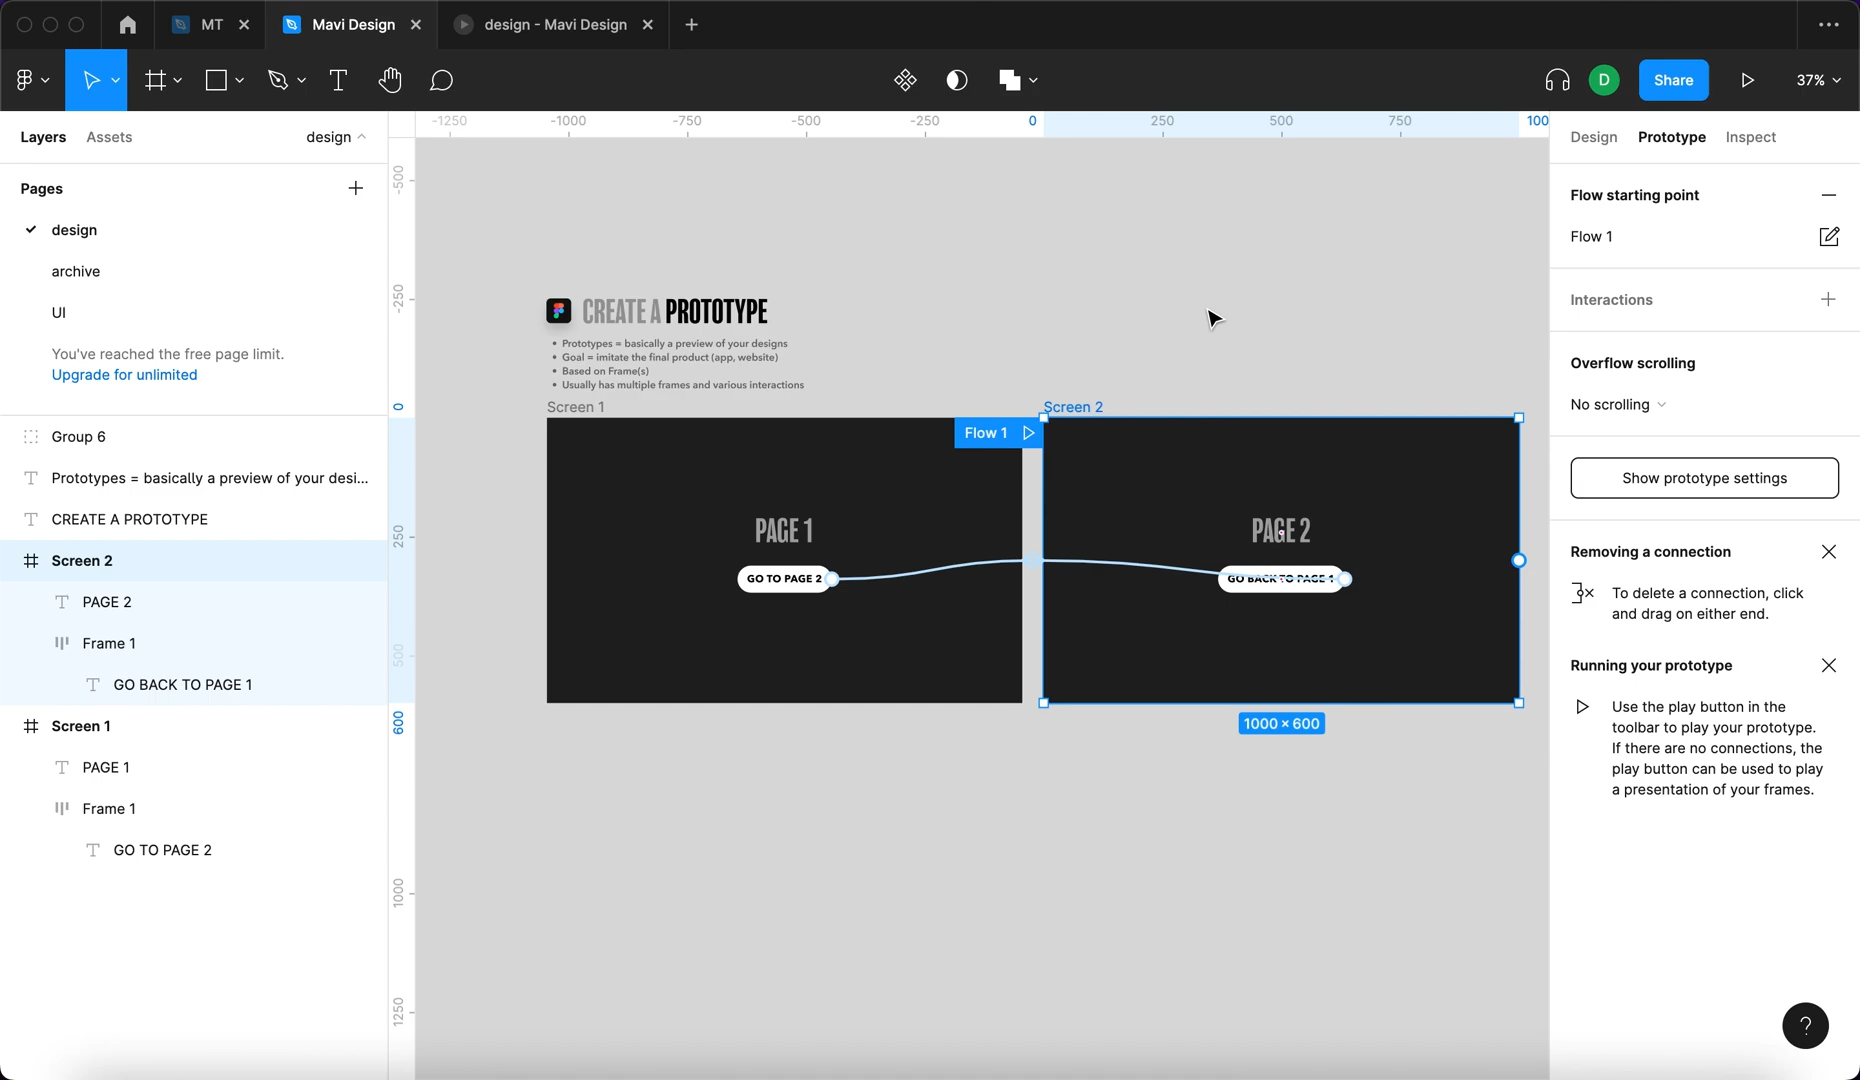 MT
Mavi Design
design - Mavi Design
D
Share
37%
Layers
Assets
design
Pages
design
archive
UI
You've reached the free page limit.
Upgrade for unlimited
Group 6
Prototypes = basically a preview of your desi...
CREATE A PROTOTYPE
Screen 2
PAGE 2
Frame 1
GO BACK TO PAGE 1
Screen 1
PAGE 1
Frame 1
GO TO PAGE 2
-1250
-1000
-750
-500
-250
0
250
500
750
100
-500
-250
0
250
500
600
1000
1250
CREATE A PROTOTYPE
• Prototypes = basically a preview of your designs
• Goal = imitate the final product (app, website)
• Based on Frame(s)
• Usually has multiple frames and various interactions
Screen 1
Screen 2
Flow 1
PAGE 1
GO TO PAGE 2
PAGE 2
GO BACK TO PAGE 1
1000 × 600
Design
Prototype
Inspect
Flow starting point
Flow 1
Interactions
Overflow scrolling
No scrolling
Show prototype settings
Removing a connection
To delete a connection, click
and drag on either end.
Running your prototype
Use the play button in the
toolbar to play your prototype.
If there are no connections, the
play button can be used to play
a presentation of your frames.
?